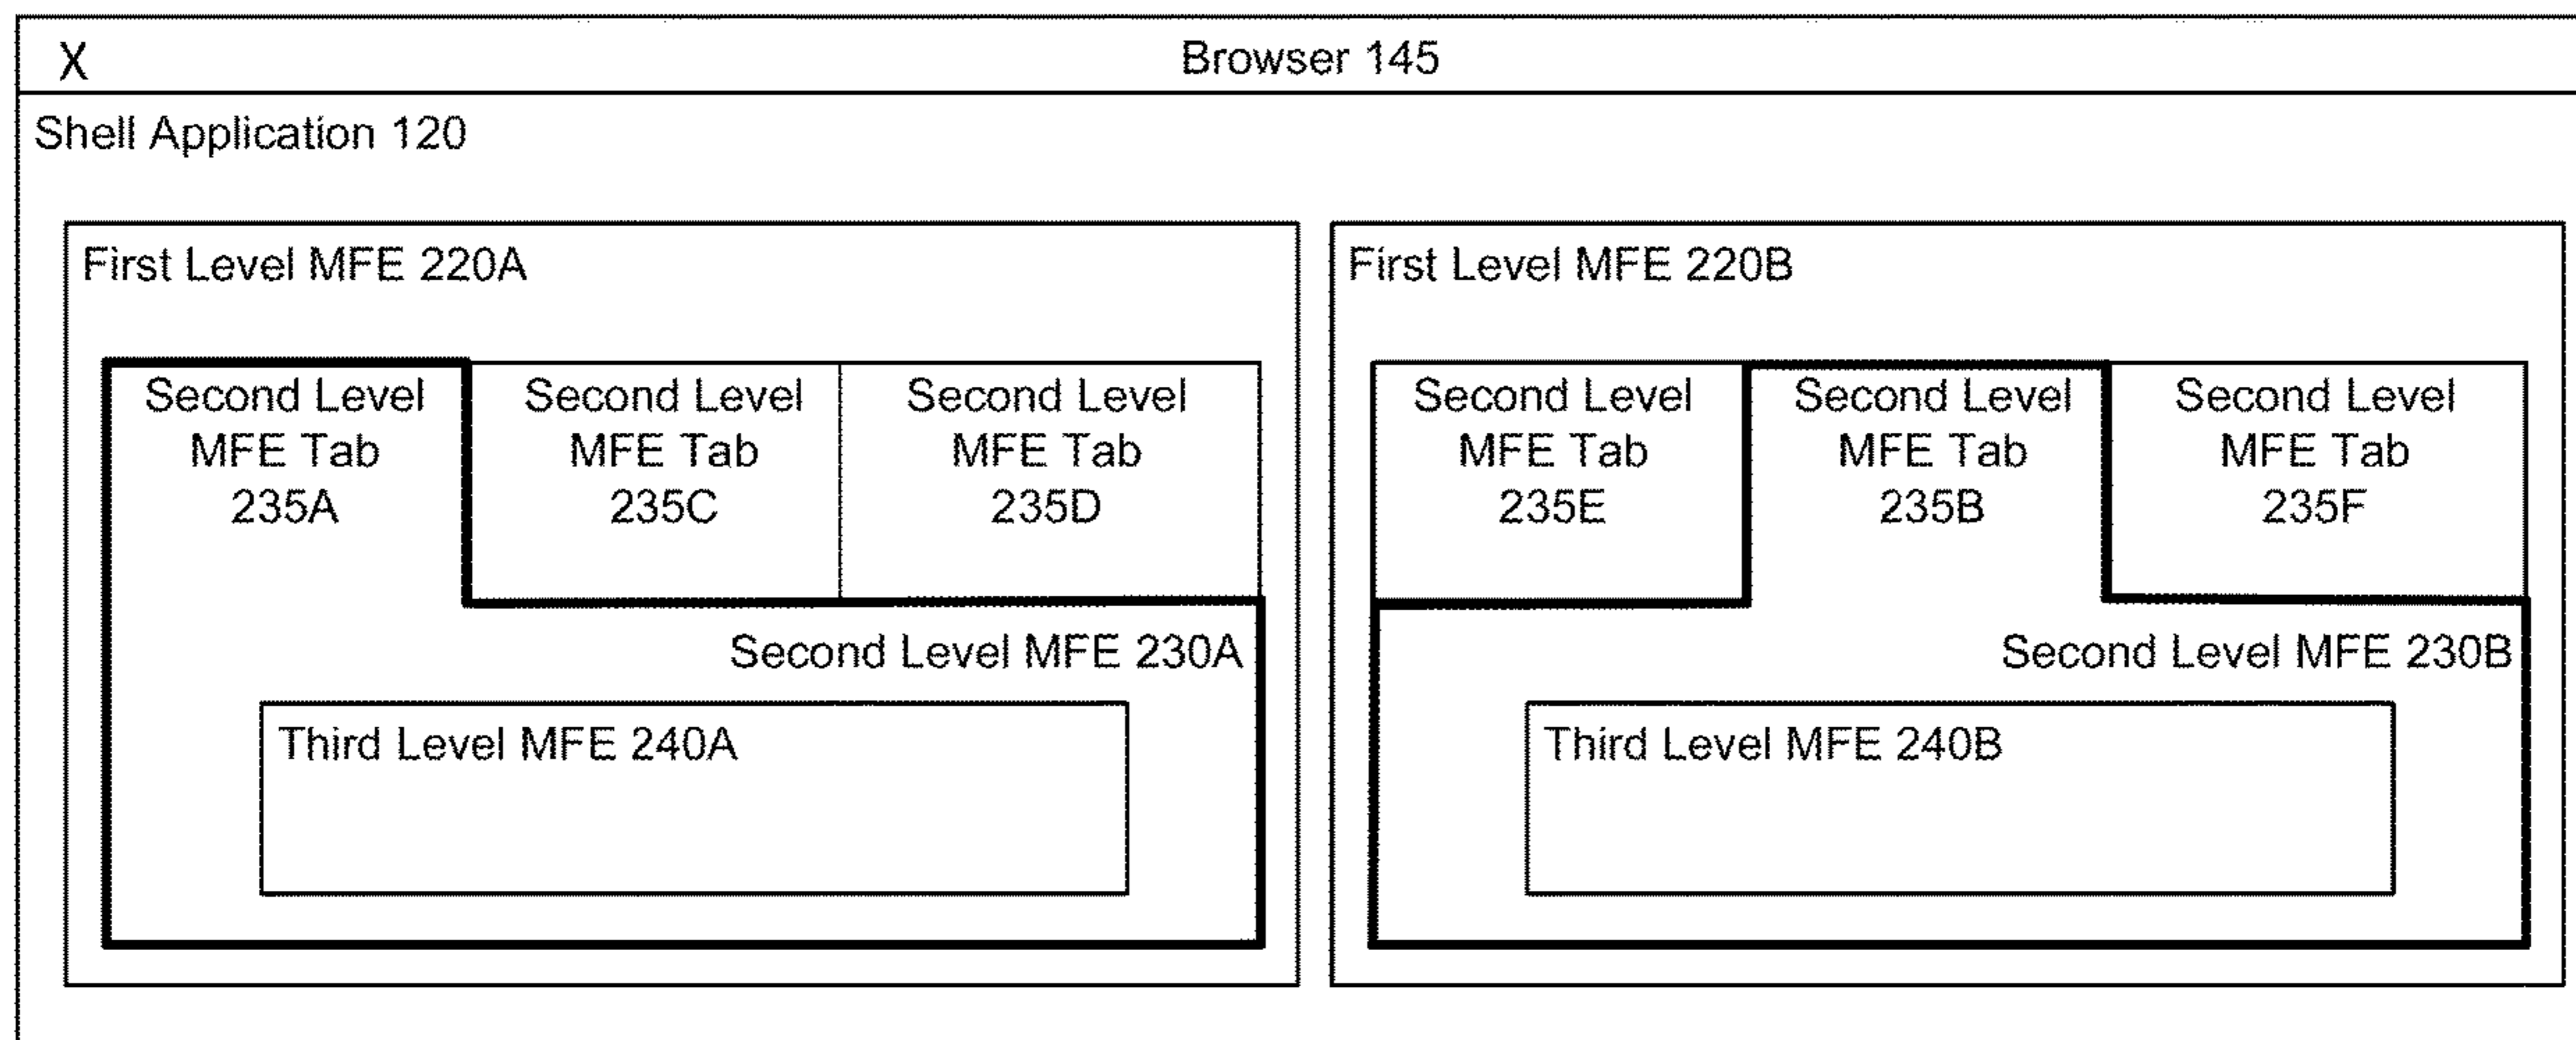 X
Browser 145
Shell Application 120
First Level MFE 220A
Second Level
MFE Tab
235A
Second Level
MFE Tab
235C
Second Level
MFE Tab
235D
Second Level MFE 230A
Third Level MFE 240A
First Level MFE 220B
Second Level
MFE Tab
235E
Second Level
MFE Tab
235B
Second Level
MFE Tab
235F
Second Level MFE 230B
Third Level MFE 240B